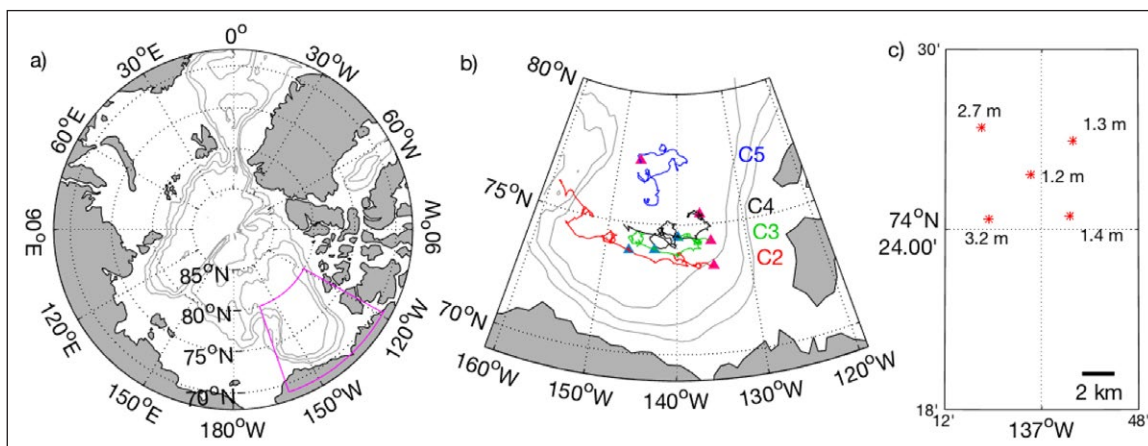 a)
0°
30°E
30°W
60°E
60°W
90°E
90°W
85°N
80°N
120°E
75°N
120°W
70°N
150°E
150°W
180°W
b)
80°N
C5
75°N
C4
C3
C2
70°N
160°W
150°W
140°W
130°W
120°W
c)
30'
2.7 m
1.3 m
1.2 m
74°N
24.00'
3.2 m
1.4 m
2 km
18'
12'
137°W
48'